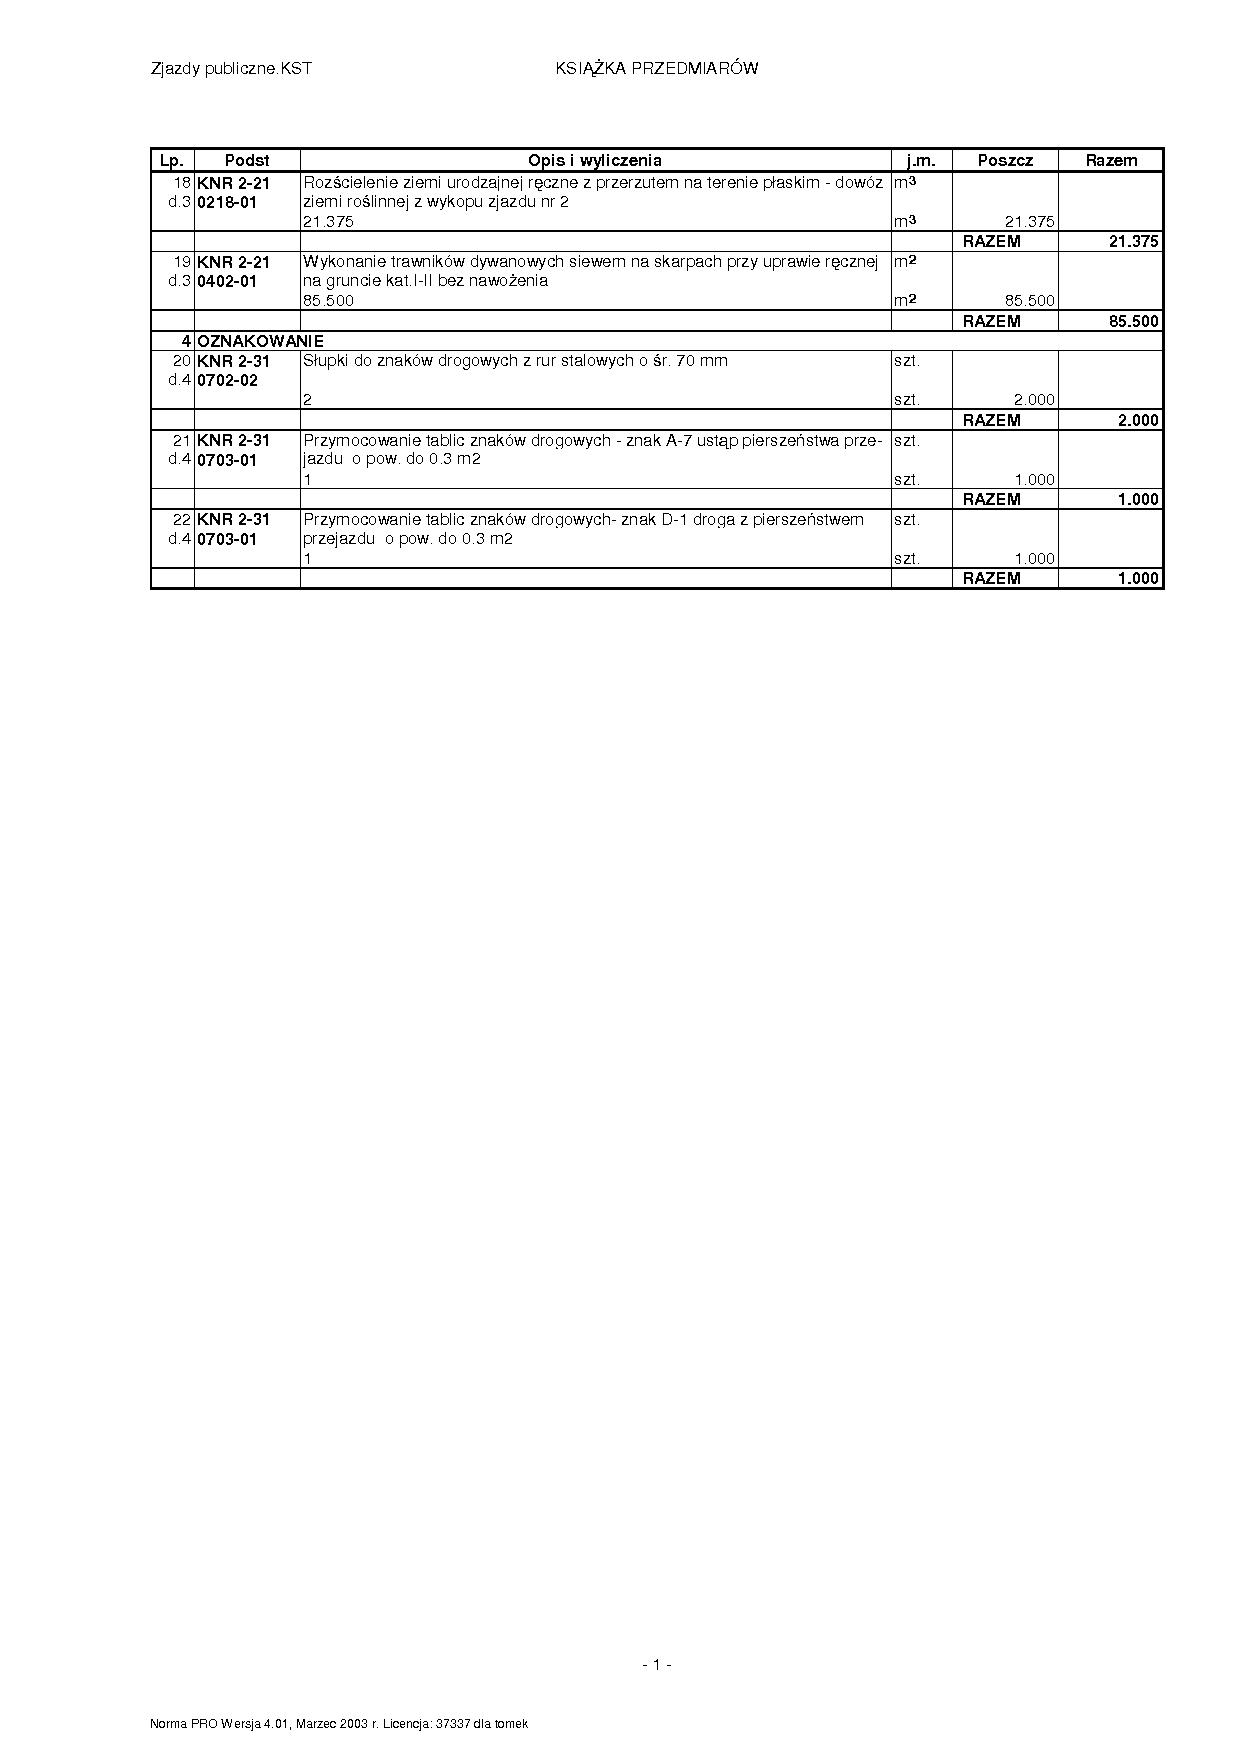 Zjazdy publiczne.KST KSIĄŻKA PRZEDMIARÓW
Lp. Podst Opis i wyliczenia j.m. Poszcz Razem
18 KNR 2-21 Rozścielenie ziemi urodzajnej ręczne z przerzutem na terenie płaskim - dowóz m3
d.3 0218-01 ziemi roślinnej z wykopu zjazdu nr 2
21.375 m3 21.375
RAZEM 21.375
19 KNR 2-21 Wykonanie trawników dywanowych siewem na skarpach przy uprawie ręcznej m2
d.3 0402-01 na gruncie kat.I-II bez nawożenia
85.500 m2 85.500
RAZEM 85.500
4 OZNAKOWANIE
20 KNR 2-31 Słupki do znaków drogowych z rur stalowych o śr. 70 mm szt.
d.4 0702-02
2 szt. 2.000
RAZEM 2.000
21 KNR 2-31 Przymocowanie tablic znaków drogowych - znak A-7 ustąp pierszeństwa prze- szt.
d.4 0703-01 jazdu o pow. do 0.3 m2
1 szt. 1.000
RAZEM 1.000
22 KNR 2-31 Przymocowanie tablic znaków drogowych- znak D-1 droga z pierszeństwem szt.
d.4 0703-01 przejazdu o pow. do 0.3 m2
1 szt. 1.000
RAZEM 1.000
- 1 -
Norma PRO Wersja 4.01, Marzec 2003 r. Licencja: 37337 dla tomek